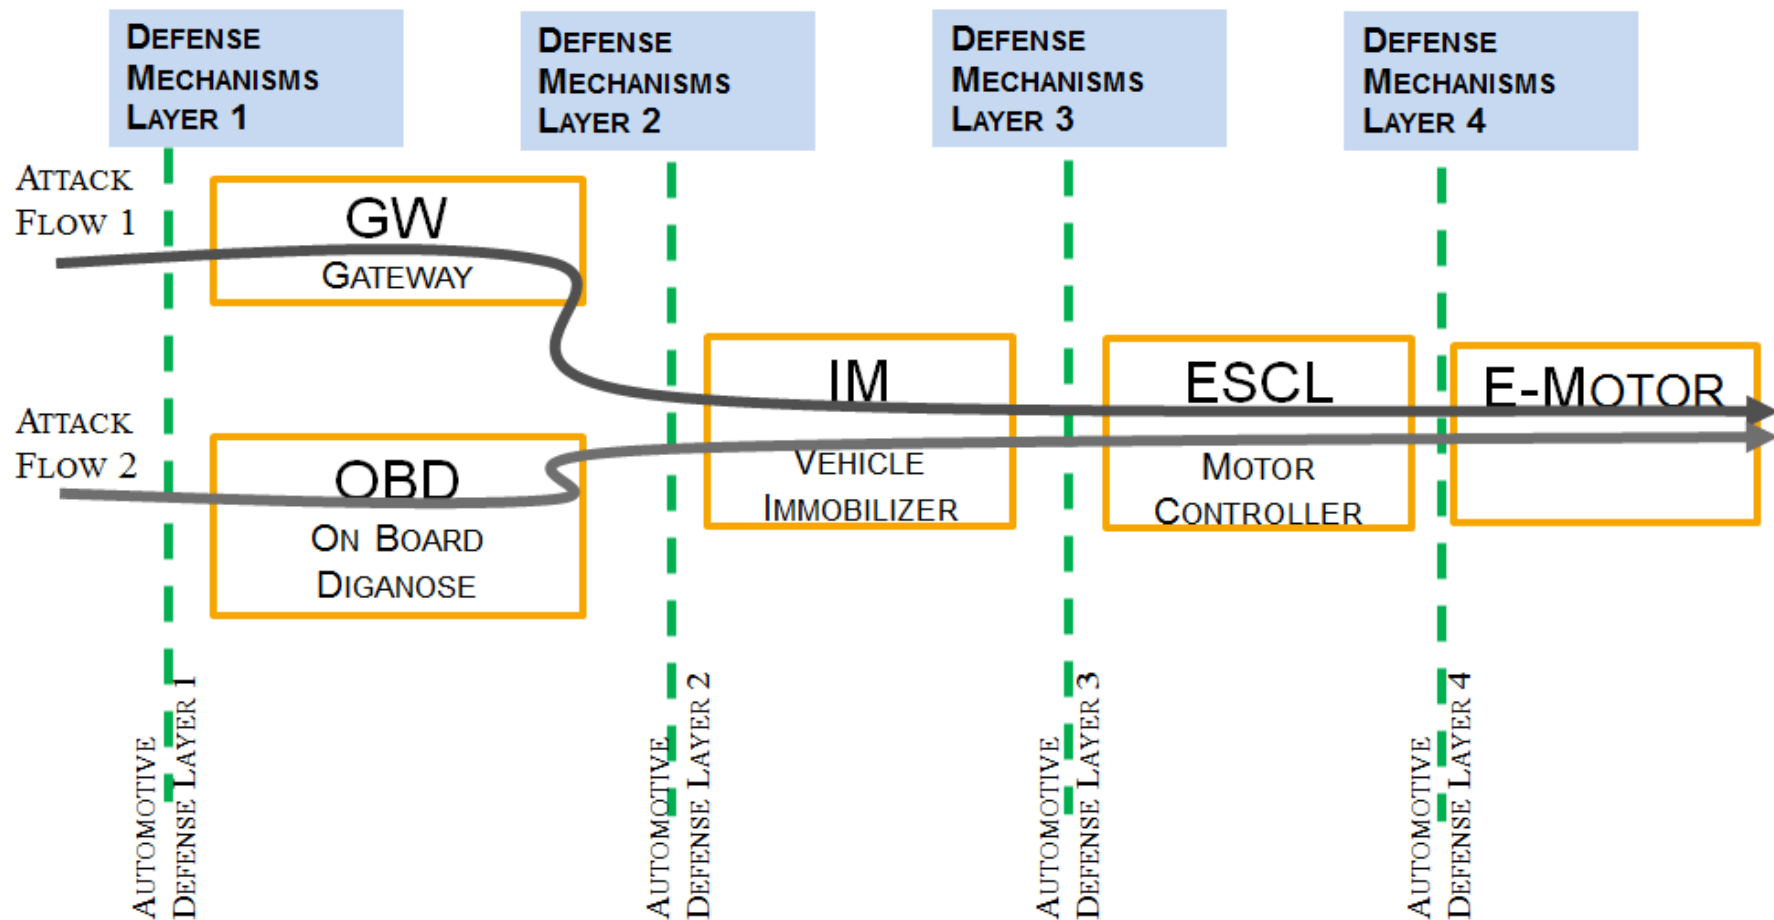 DEFENSE
MECHANISMS
LAYER 1
DEFENSE
MECHANISMS
LAYER 2
DEFENSE
MECHANISMS
LAYER 3
DEFENSE
MECHANISMS
LAYER 4
ATTACK
FLOW 1
GW
GATEWAY
ATTACK
FLOW 2
OBD
ON BOARD
DIGANOSE
IM
VEHICLE
IMMOBILIZER
ESCL
MOTOR
CONTROLLER
E-MOTOR
AUTOMOTIVE
DEFENSE LAYER 1
AUTOMOTIVE
DEFENSE LAYER 2
AUTOMOTIVE
DEFENSE LAYER 3
AUTOMOTIVE
DEFENSE LAYER 4